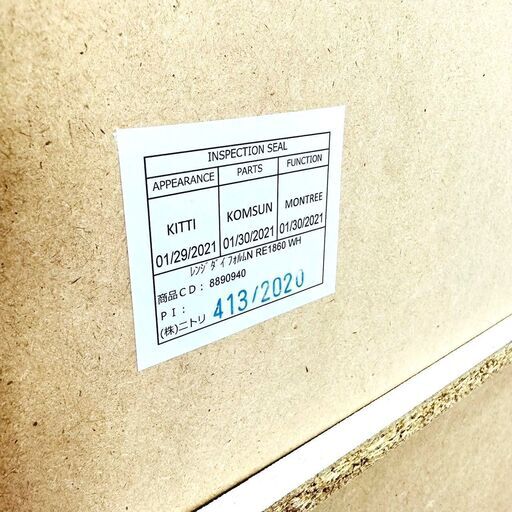 INSPECTION SEAL
APPEARANCE PARTS FUNCTION
KITTI KOMSUN MONTREE
01/29/2021 01/30/2021 01/30/2021
ﾚﾝｼﾞﾀﾞｲ ﾌｫﾙﾑN RE1860 WH
商品CD: 8890940
PI: 413/2020
(株)ニトリ